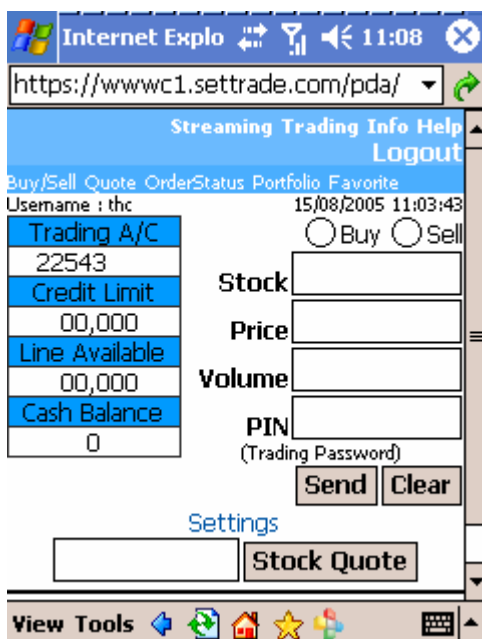 Internet Explo 11:08
https://wwwc1.settrade.com/pda/
Streaming Trading Info Help
Logout
Buy/Sell Quote OrderStatus Portfolio Favorite
Username : thc 15/08/2005 11:03:43
Trading A/C
22543
Credit Limit
00,000
Line Available
00,000
Cash Balance
0
Buy Sell
Stock
Price
Volume
PIN
(Trading Password)
Send Clear
Settings
Stock Quote
View Tools